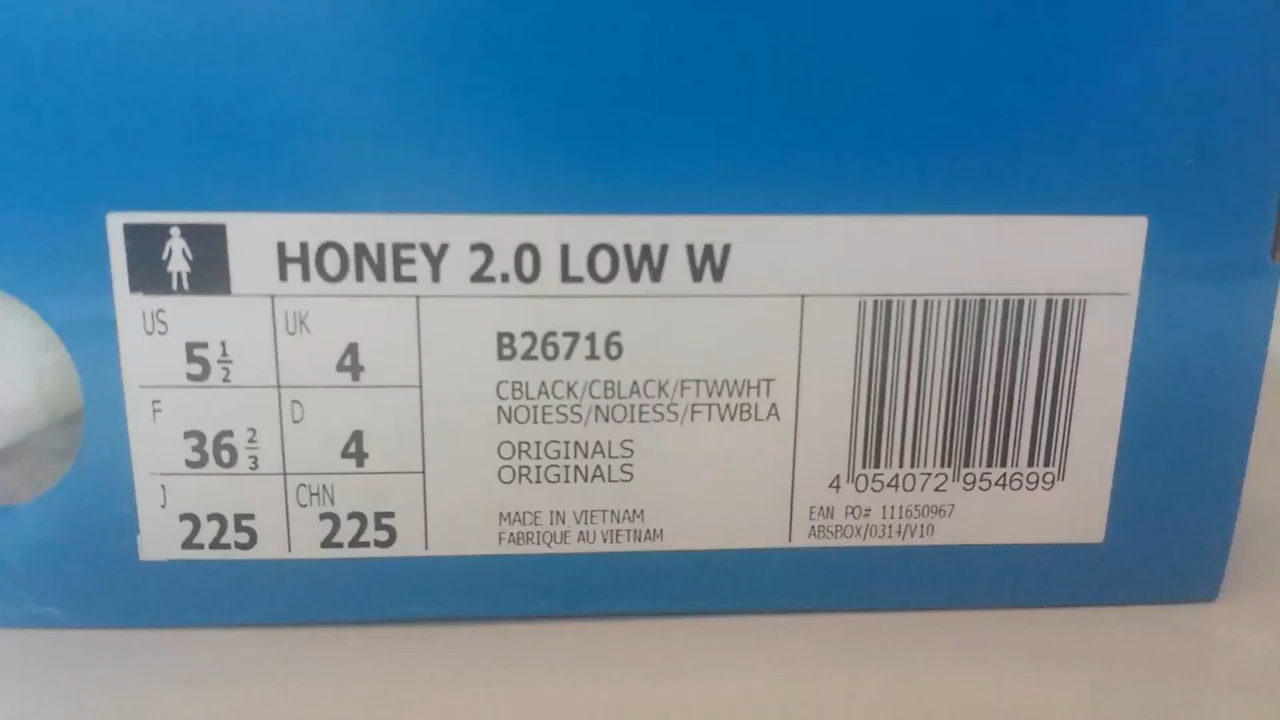 HONEY 2.0 LOW W
US 5 1/2 UK 4
F 36 2/3 D 4
J 225 CHN 225
B26716
CBLACK/CBLACK/FTWWHT
NOIESS/NOIESS/FTWBLA
ORIGINALS
ORIGINALS
MADE IN VIETNAM
FABRIQUE AU VIETNAM
4 054072 954699
EAN PO# 111650967
ABSBOX/0314/V10